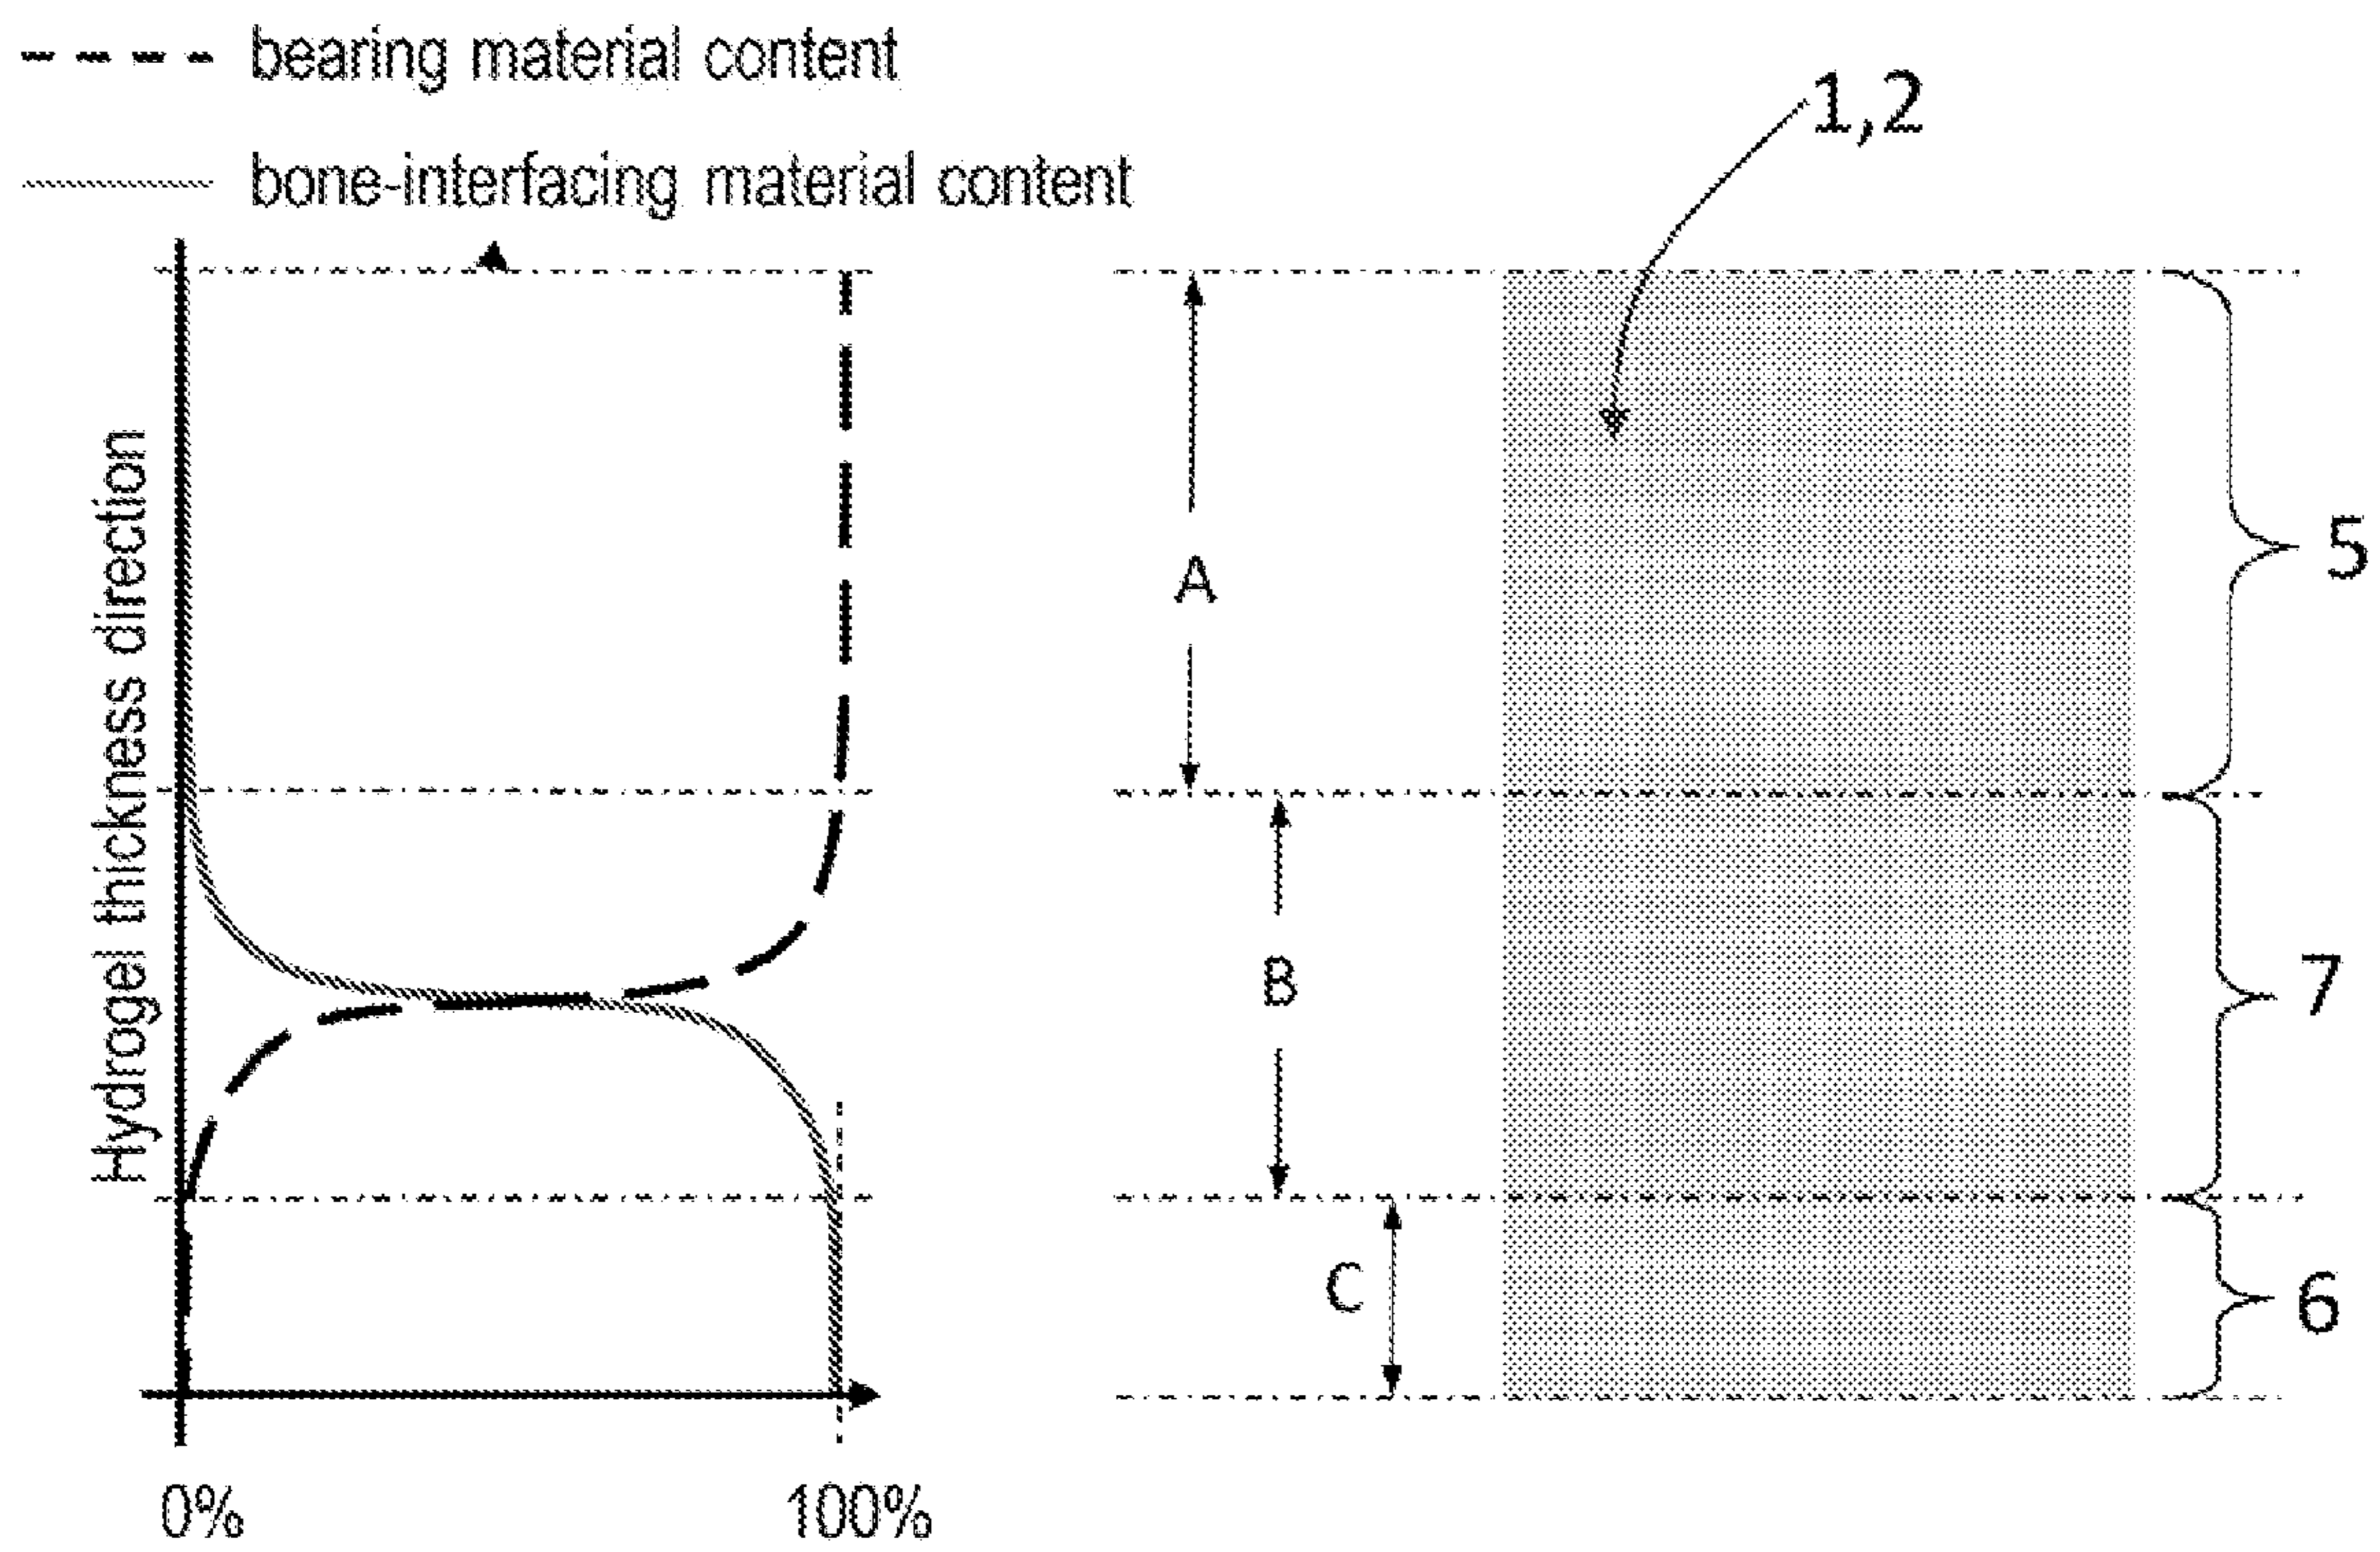 bearing material content
bone-interfacing material content
1,2
Hydrogel thickness direction
A
5
B
7
C
6
0%
100%